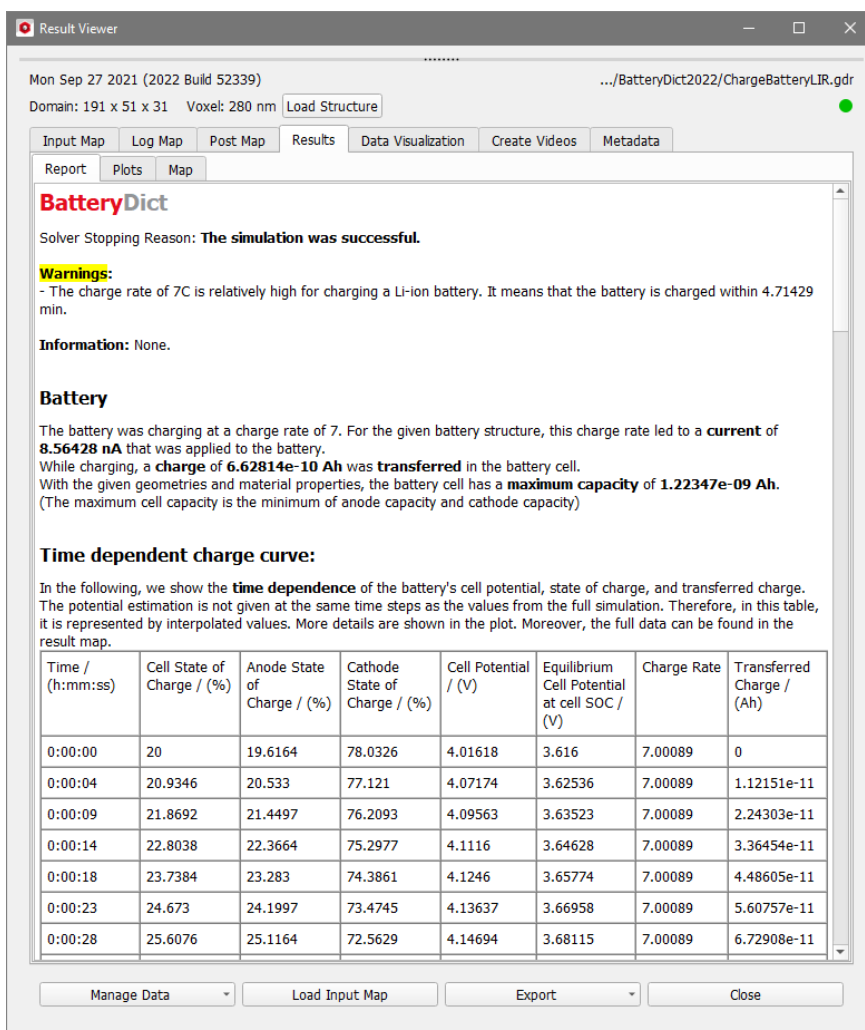 Result Viewer
Mon Sep 27 2021 (2022 Build 52339)
.../BatteryDict2022/ChargeBatteryLIR.gdr
Domain: 191 x 51 x 31 Voxel: 280 nm Load Structure
Input Map Log Map Post Map Results Data Visualization Create Videos Metadata
Report Plots Map
BatteryDict
Solver Stopping Reason: The simulation was successful.
Warnings:
- The charge rate of 7C is relatively high for charging a Li-ion battery. It means that the battery is charged within 4.71429
min.
Information: None.
Battery
The battery was charging at a charge rate of 7. For the given battery structure, this charge rate led to a current of
8.56428 nA that was applied to the battery.
While charging, a charge of 6.62814e-10 Ah was transferred in the battery cell.
With the given geometries and material properties, the battery cell has a maximum capacity of 1.22347e-09 Ah.
(The maximum cell capacity is the minimum of anode capacity and cathode capacity)
Time dependent charge curve:
In the following, we show the time dependence of the battery's cell potential, state of charge, and transferred charge.
The potential estimation is not given at the same time steps as the values from the full simulation. Therefore, in this table,
it is represented by interpolated values. More details are shown in the plot. Moreover, the full data can be found in the
result map.
Time / Cell State of Anode State Cathode Cell Potential Equilibrium Charge Rate Transferred
(h:mm:ss) Charge / (%) of State of / (V) Cell Potential Charge /
Charge / (%) Charge / (%) at cell SOC / (Ah)
(V)
0:00:00 20 19.6164 78.0326 4.01618 3.616 7.00089 0
0:00:04 20.9346 20.533 77.121 4.07174 3.62536 7.00089 1.12151e-11
0:00:09 21.8692 21.4497 76.2093 4.09563 3.63523 7.00089 2.24303e-11
0:00:14 22.8038 22.3664 75.2977 4.1116 3.64628 7.00089 3.36454e-11
0:00:18 23.7384 23.283 74.3861 4.1246 3.65774 7.00089 4.48605e-11
0:00:23 24.673 24.1997 73.4745 4.13637 3.66958 7.00089 5.60757e-11
0:00:28 25.6076 25.1164 72.5629 4.14694 3.68115 7.00089 6.72908e-11
Manage Data Load Input Map Export Close